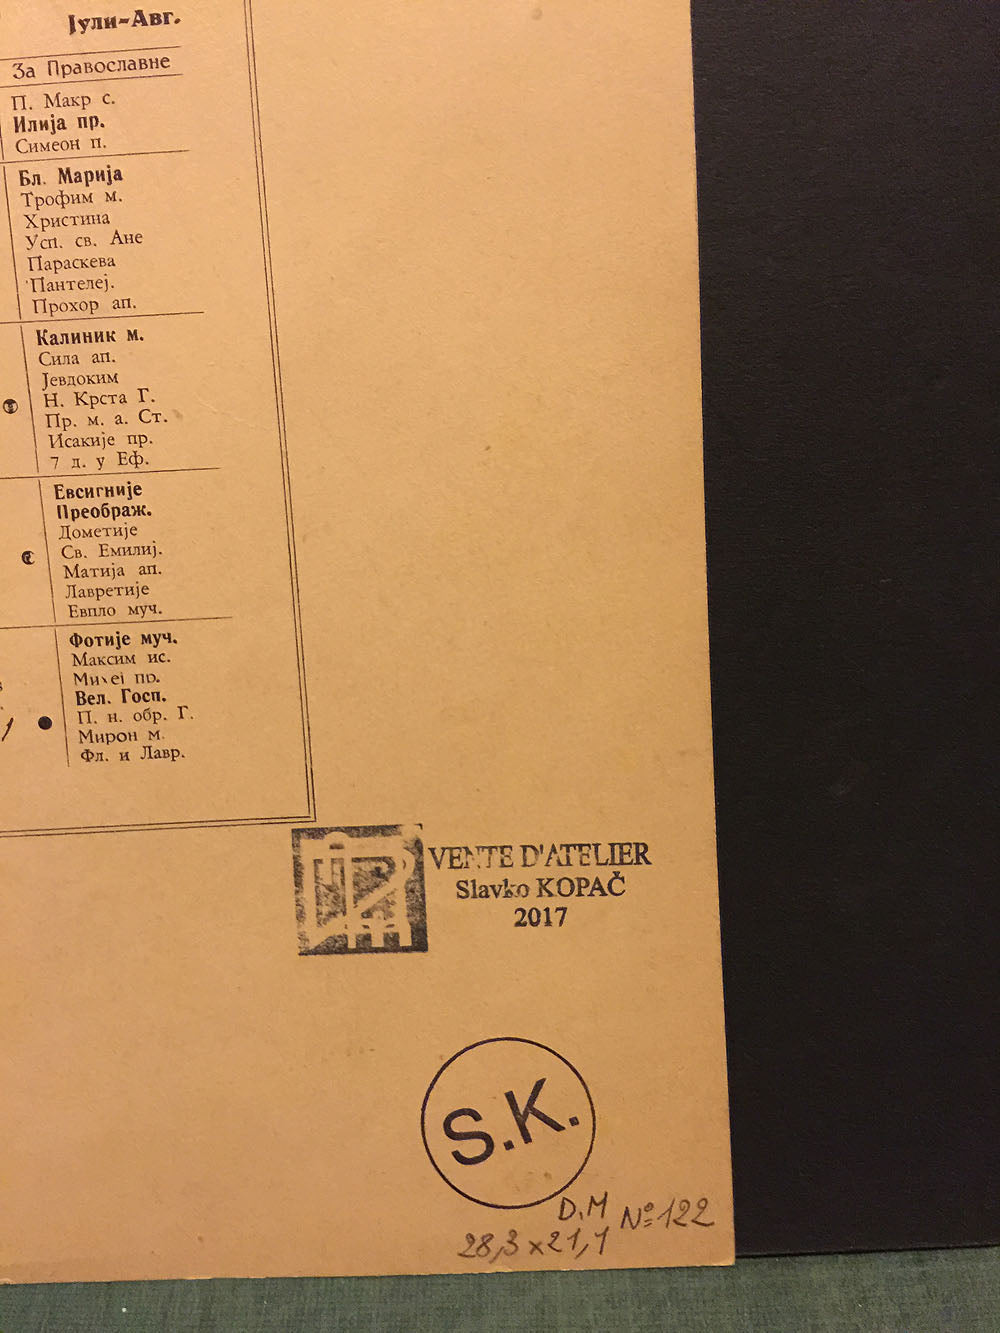 Јули-Авг.
За Православне
П. Макр с.
Илија пр.
Симеон п.
Бл. Марија
Трофим м.
Христина
Усп. св. Ане
Параскева
Пантелеј.
Прохор ап.
Калиник м.
Сила ап.
Јевдоким
Н. Крста Г.
Пр. м. а. Ст.
Исакије пр.
7 д. у Еф.
Евсигније
Преображ.
Дометије
Св. Емилиј.
Матија ап.
Лавретије
Евпло муч.
Фотије муч.
Максим ис.
Михеј пр.
Вел. Госп.
П. н. обр. Г.
Мирон м.
Фл. и Лавр.
VENTE D'ATELIER
Slavko KOPAČ
2017
S.K.
D.M Nº 122
28,3 x 21,1